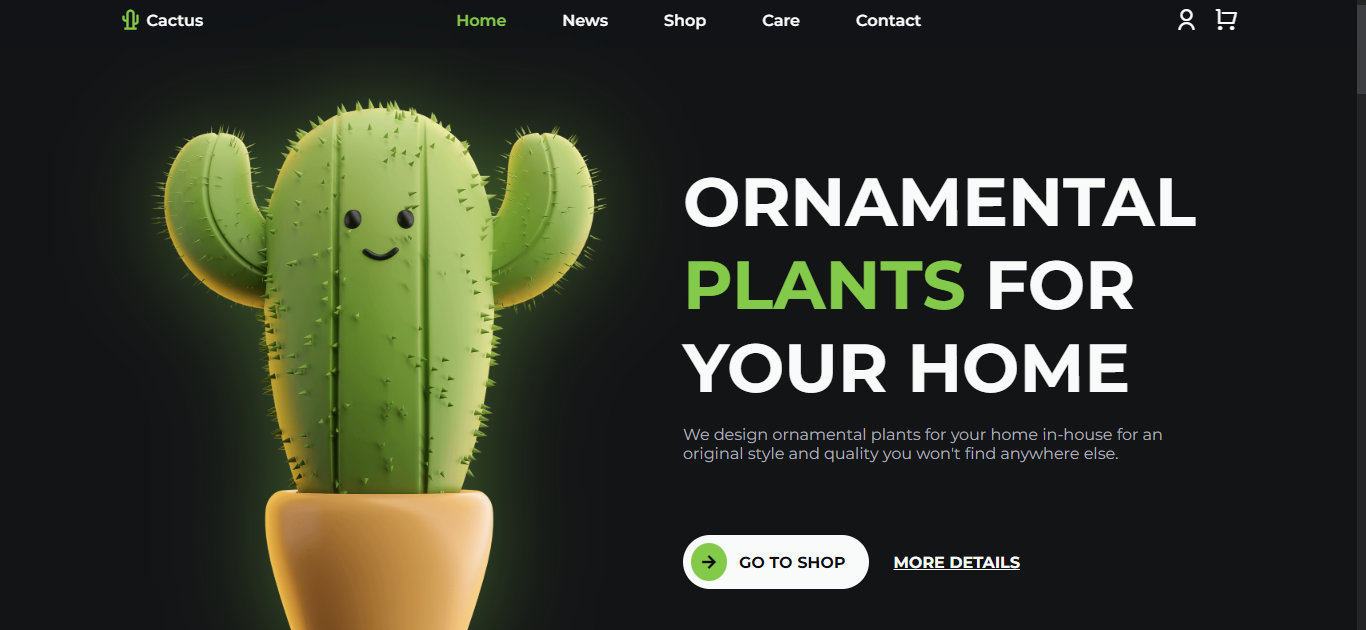 Cactus
Home
News
Shop
Care
Contact
ORNAMENTAL
PLANTS FOR
YOUR HOME
We design ornamental plants for your home in-house for an
original style and quality you won't find anywhere else.
GO TO SHOP
MORE DETAILS